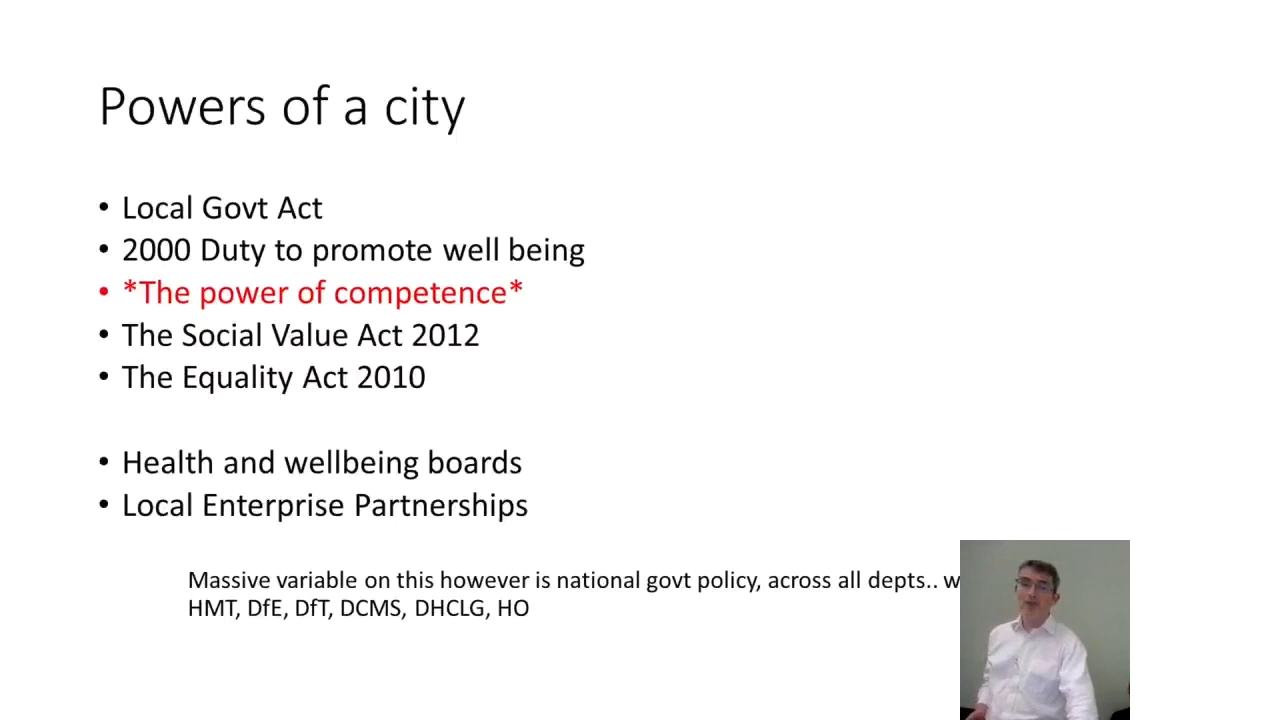 Powers of a city
• Local Govt Act
• 2000 Duty to promote well being
• *The power of competence*
• The Social Value Act 2012
• The Equality Act 2010
• Health and wellbeing boards
• Local Enterprise Partnerships
Massive variable on this however is national govt policy, across all depts..
HMT, DfE, DfT, DCMS, DHCLG, HO